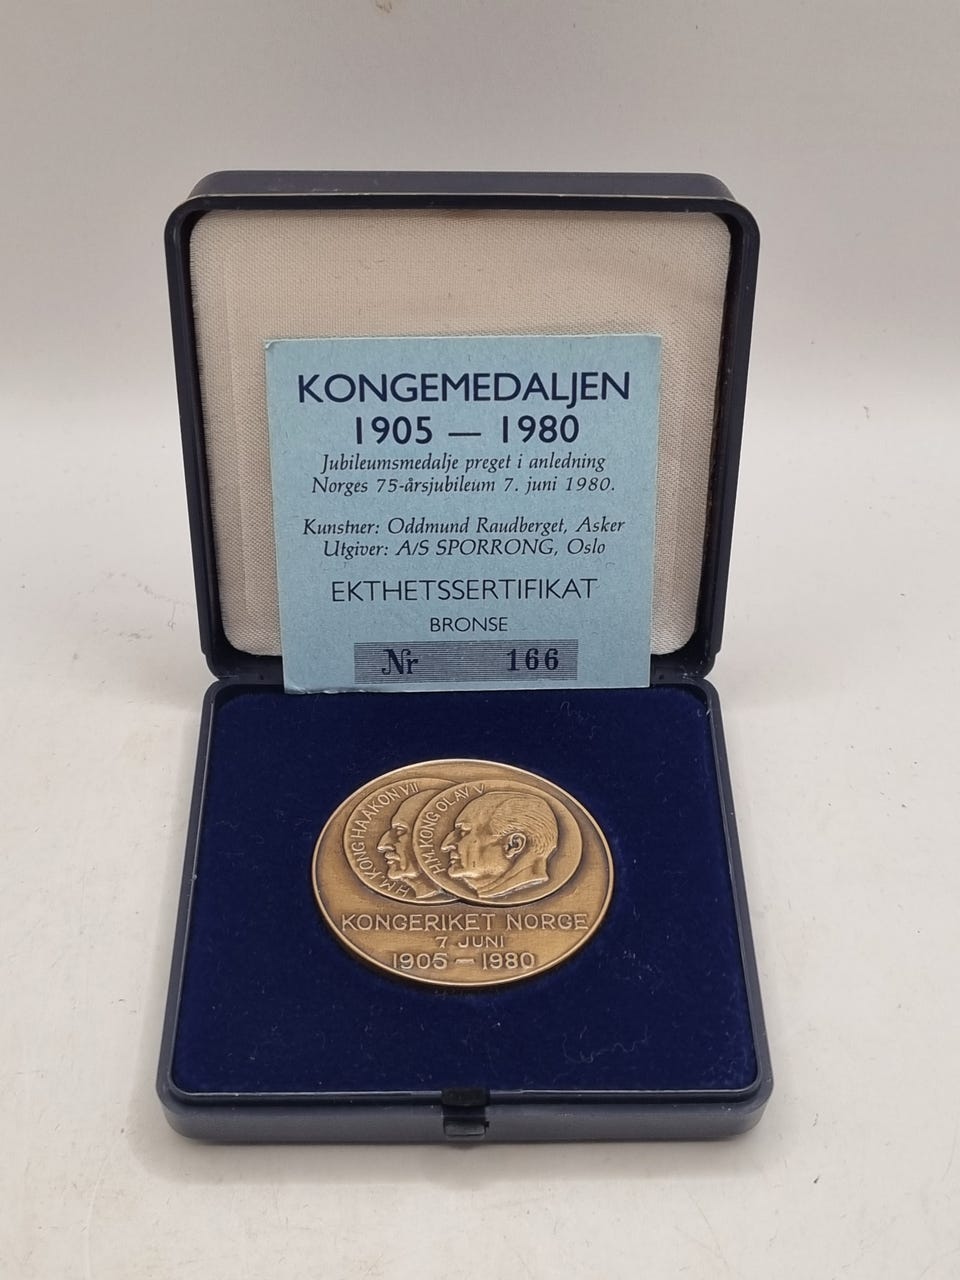 KONGEMEDALJEN
1905 — 1980
Jubileumsmedalje preget i anledning
Norges 75-årsjubileum 7. juni 1980.
Kunstner: Oddmund Raudberget, Asker
Utgiver: A/S SPORRONG, Oslo
EKTHETSSERTIFIKAT
BRONSE
Nr 166
H.M. KONG HAAKON VII
H.M. KONG OLAV V
KONGERIKET NORGE
7 JUNI
1905 – 1980